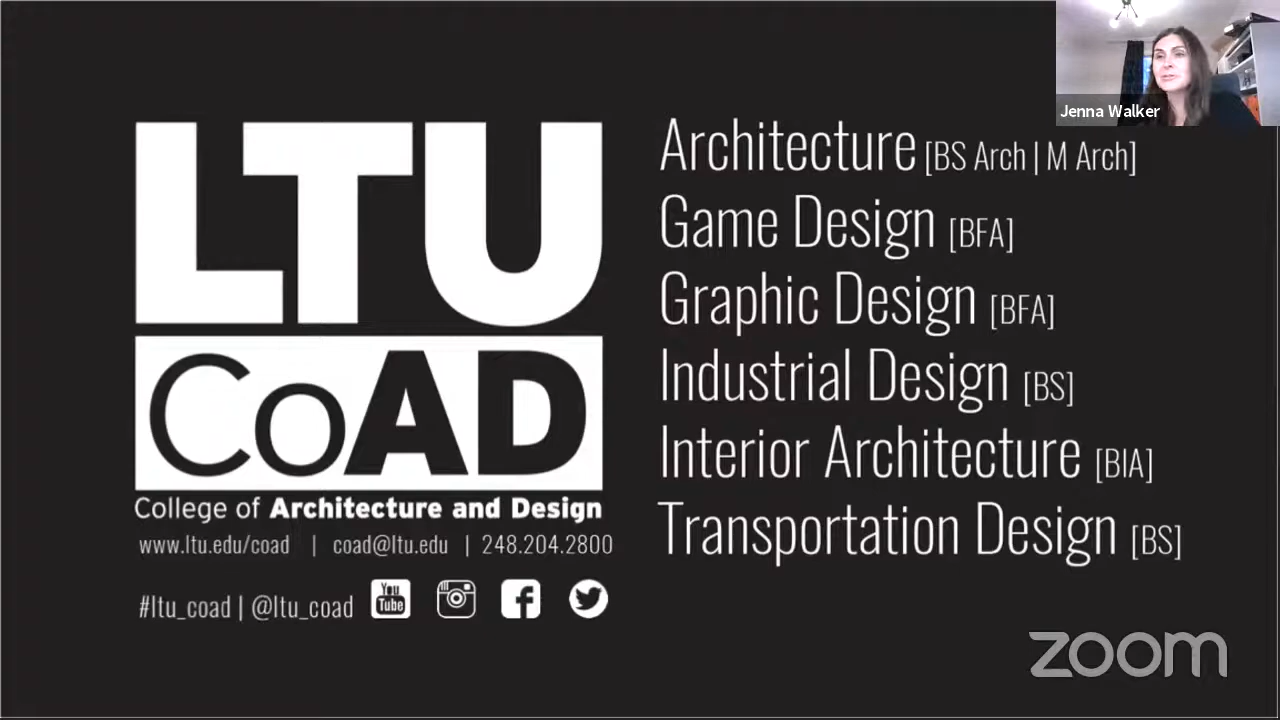 Jenna Walker
LTU
CoAD
College of Architecture and Design
www.ltu.edu/coad | coad@ltu.edu | 248.204.2800
#ltu_coad | @ltu_coad You Tube
Architecture [BS Arch | M Arch]
Game Design [BFA]
Graphic Design [BFA]
Industrial Design [BS]
Interior Architecture [BIA]
Transportation Design [BS]
zoom